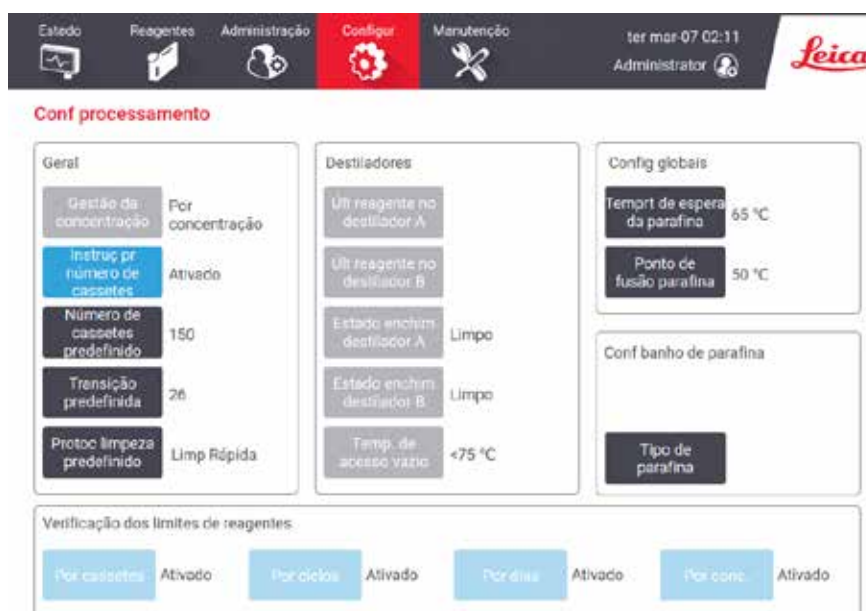 Estado Reagentes Administração Configur Manutenção ter mar-07 02:11
Administrator
Leica
Conf processamento
Geral
Gestão da
concentração
Por
concentração
Instruç pr
número de
cassetes
Ativado
Número de
cassetes
predefinido
150
Transição
predefinida
26
Protoc limpeza
predefinido
Limp Rápida
Destiladores
Últ reagente no
destilador A
Últ reagente no
destilador B
Estado enchim
destilador A
Limpo
Estado enchim
destilador B
Limpo
Temp. de
acesso vazio
<75 °C
Config globais
Temprt de espera
da parafina
65 °C
Ponto de
fusão parafina
50 °C
Conf banho de parafina
Tipo de
parafina
Verificação dos limites de reagentes
Por cassetes Ativado Por ciclos Ativado Por dias Ativado Por conc. Ativado